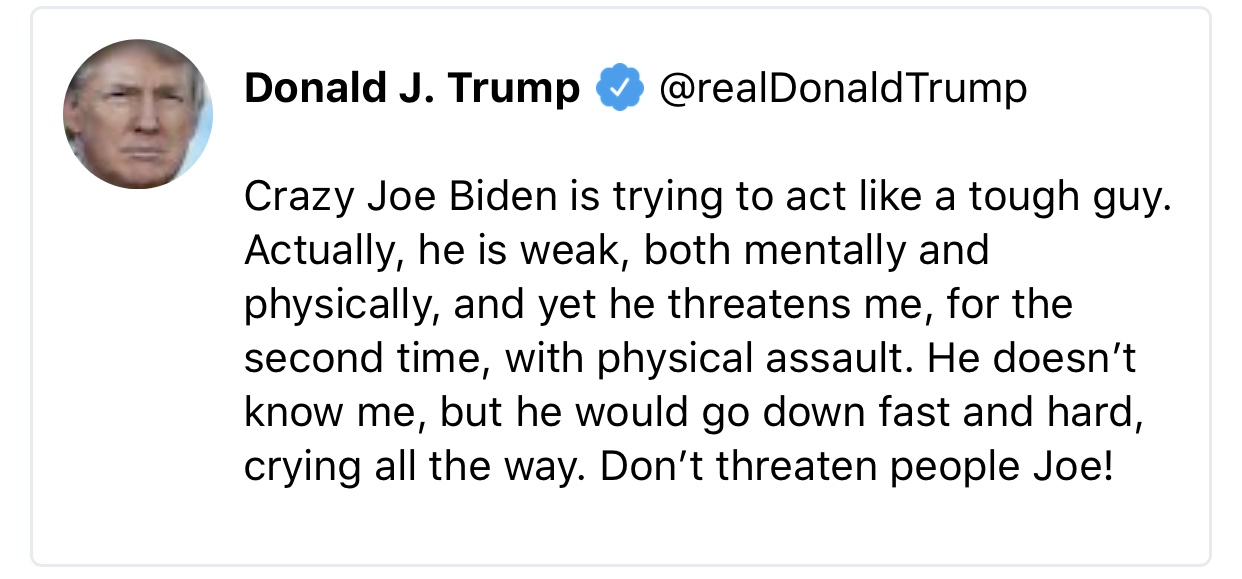 Donald J. Trump @realDonaldTrump
Crazy Joe Biden is trying to act like a tough guy.
Actually, he is weak, both mentally and
physically, and yet he threatens me, for the
second time, with physical assault. He doesn’t
know me, but he would go down fast and hard,
crying all the way. Don’t threaten people Joe!